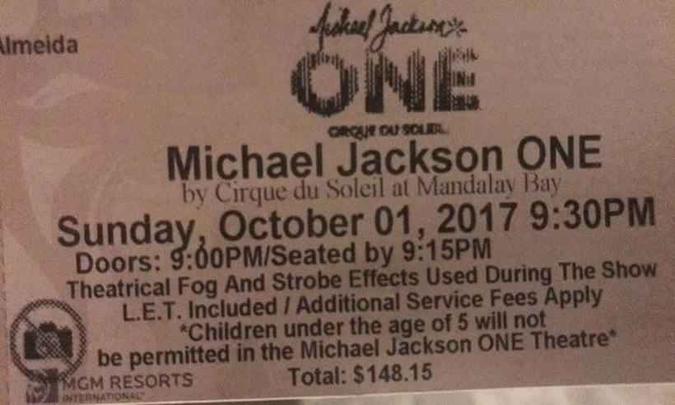 Almeida
Michael Jackson
ONE
CIRQUE DU SOLEIL
Michael Jackson ONE
by Cirque du Soleil at Mandalay Bay
Sunday, October 01, 2017 9:30PM
Doors: 9:00PM/Seated by 9:15PM
Theatrical Fog And Strobe Effects Used During The Show
L.E.T. Included / Additional Service Fees Apply
*Children under the age of 5 will not
be permitted in the Michael Jackson ONE Theatre*
MGM RESORTS
INTERNATIONAL
Total: $148.15